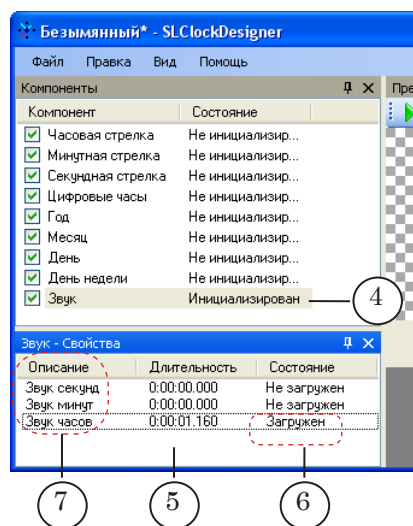 Безымянный* - SLClockDesigner
Файл Правка Вид Помощь
Компоненты
Пре
Компонент Состояние
Часовая стрелка Не инициализир...
Минутная стрелка Не инициализир...
Секундная стрелка Не инициализир...
Цифровые часы Не инициализир...
Год Не инициализир...
Месяц Не инициализир...
День Не инициализир...
День недели Не инициализир...
Звук Инициализирован
4
Звук - Свойства
Описание Длительность Состояние
Звук секунд 0:00:00.000 Не загружен
Звук минут 0:00:00.000 Не загружен
Звук часов 0:00:01.160 Загружен
7 5 6